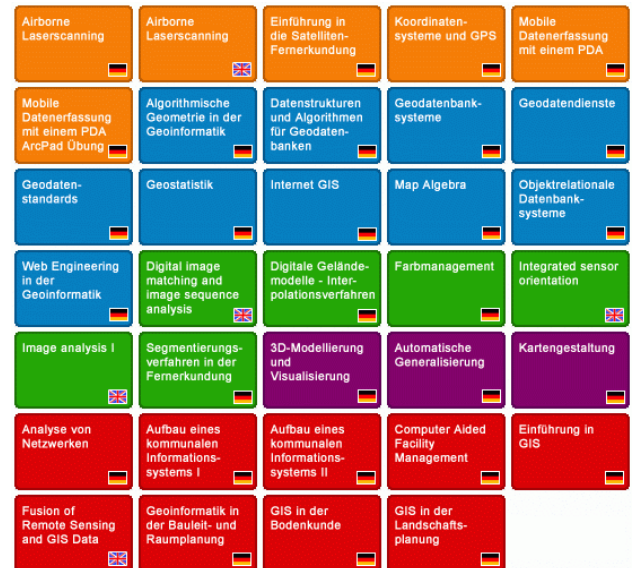 Airborne
Laserscanning
Airborne
Laserscanning
Einführung in
die Satelliten-
Fernerkundung
Koordinaten-
systeme und GPS
Mobile
Datenerfassung
mit einem PDA
Mobile
Datenerfassung
mit einem PDA
ArcPad Übung
Algorithmische
Geometrie in der
Geoinformatik
Datenstrukturen
und Algorithmen
für Geodaten-
banken
Geodatenbank-
systeme
Geodatendienste
Geodaten-
standards
Geostatistik
Internet GIS
Map Algebra
Objektrelationale
Datenbank-
systeme
Web Engineering
in der
Geoinformatik
Digital image
matching and
image sequence
analysis
Digitale Gelände-
modelle - Inter-
polationsverfahren
Farbmanagement
Integrated sensor
orientation
Image analysis I
Segmentierungs-
verfahren in der
Fernerkundung
3D-Modellierung
und
Visualisierung
Automatische
Generalisierung
Kartengestaltung
Analyse von
Netzwerken
Aufbau eines
kommunalen
Informations-
systems I
Aufbau eines
kommunalen
Informations-
systems II
Computer Aided
Facility
Management
Einführung in
GIS
Fusion of
Remote Sensing
and GIS Data
Geoinformatik in
der Bauleit- und
Raumplanung
GIS in der
Bodenkunde
GIS in der
Landschafts-
planung